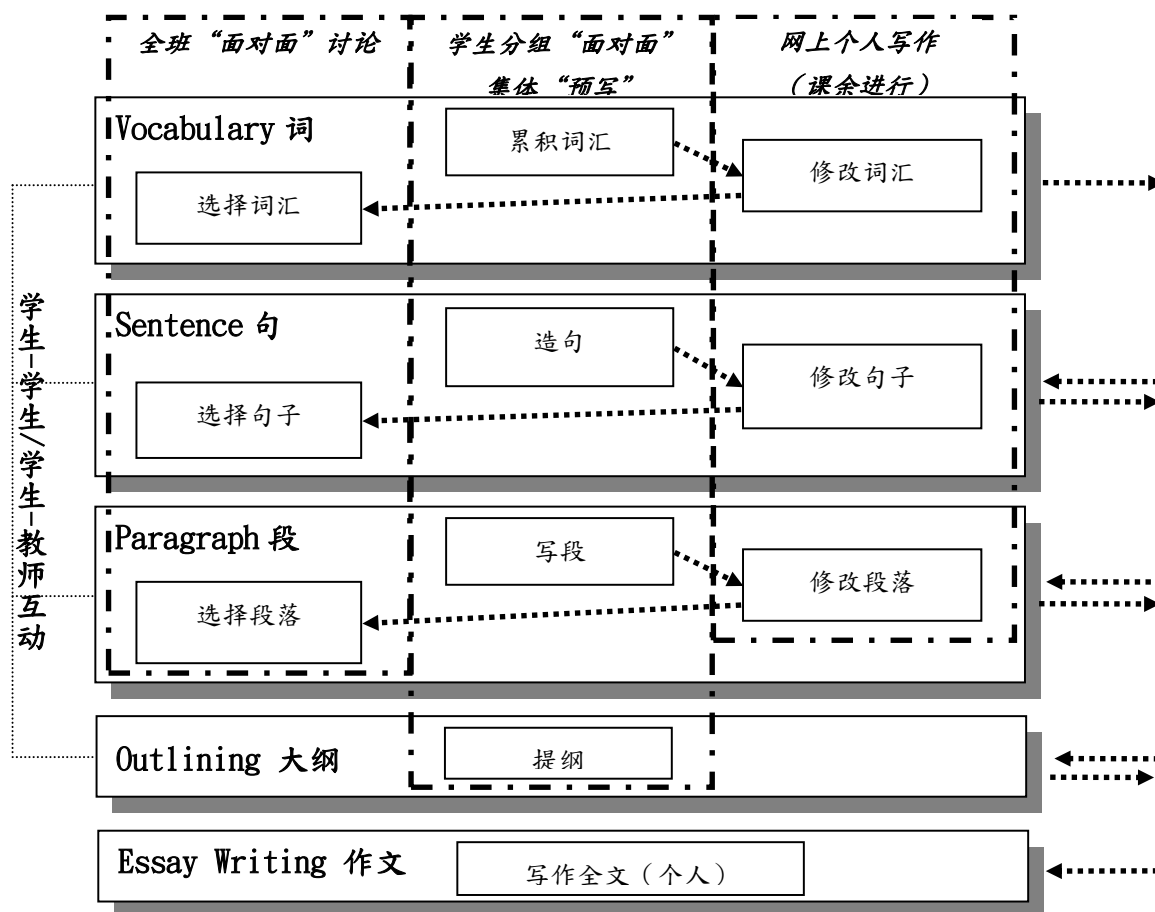 全班“面对面”讨论
学生分组“面对面”
集体“预写”
网上个人写作
（课余进行）
Vocabulary 词
累积词汇
修改词汇
选择词汇
Sentence 句
造句
修改句子
选择句子
Paragraph 段
写段
修改段落
选择段落
Outlining 大纲
提纲
Essay Writing 作文
写作全文（个人）
学生-学生/学生-教师互动